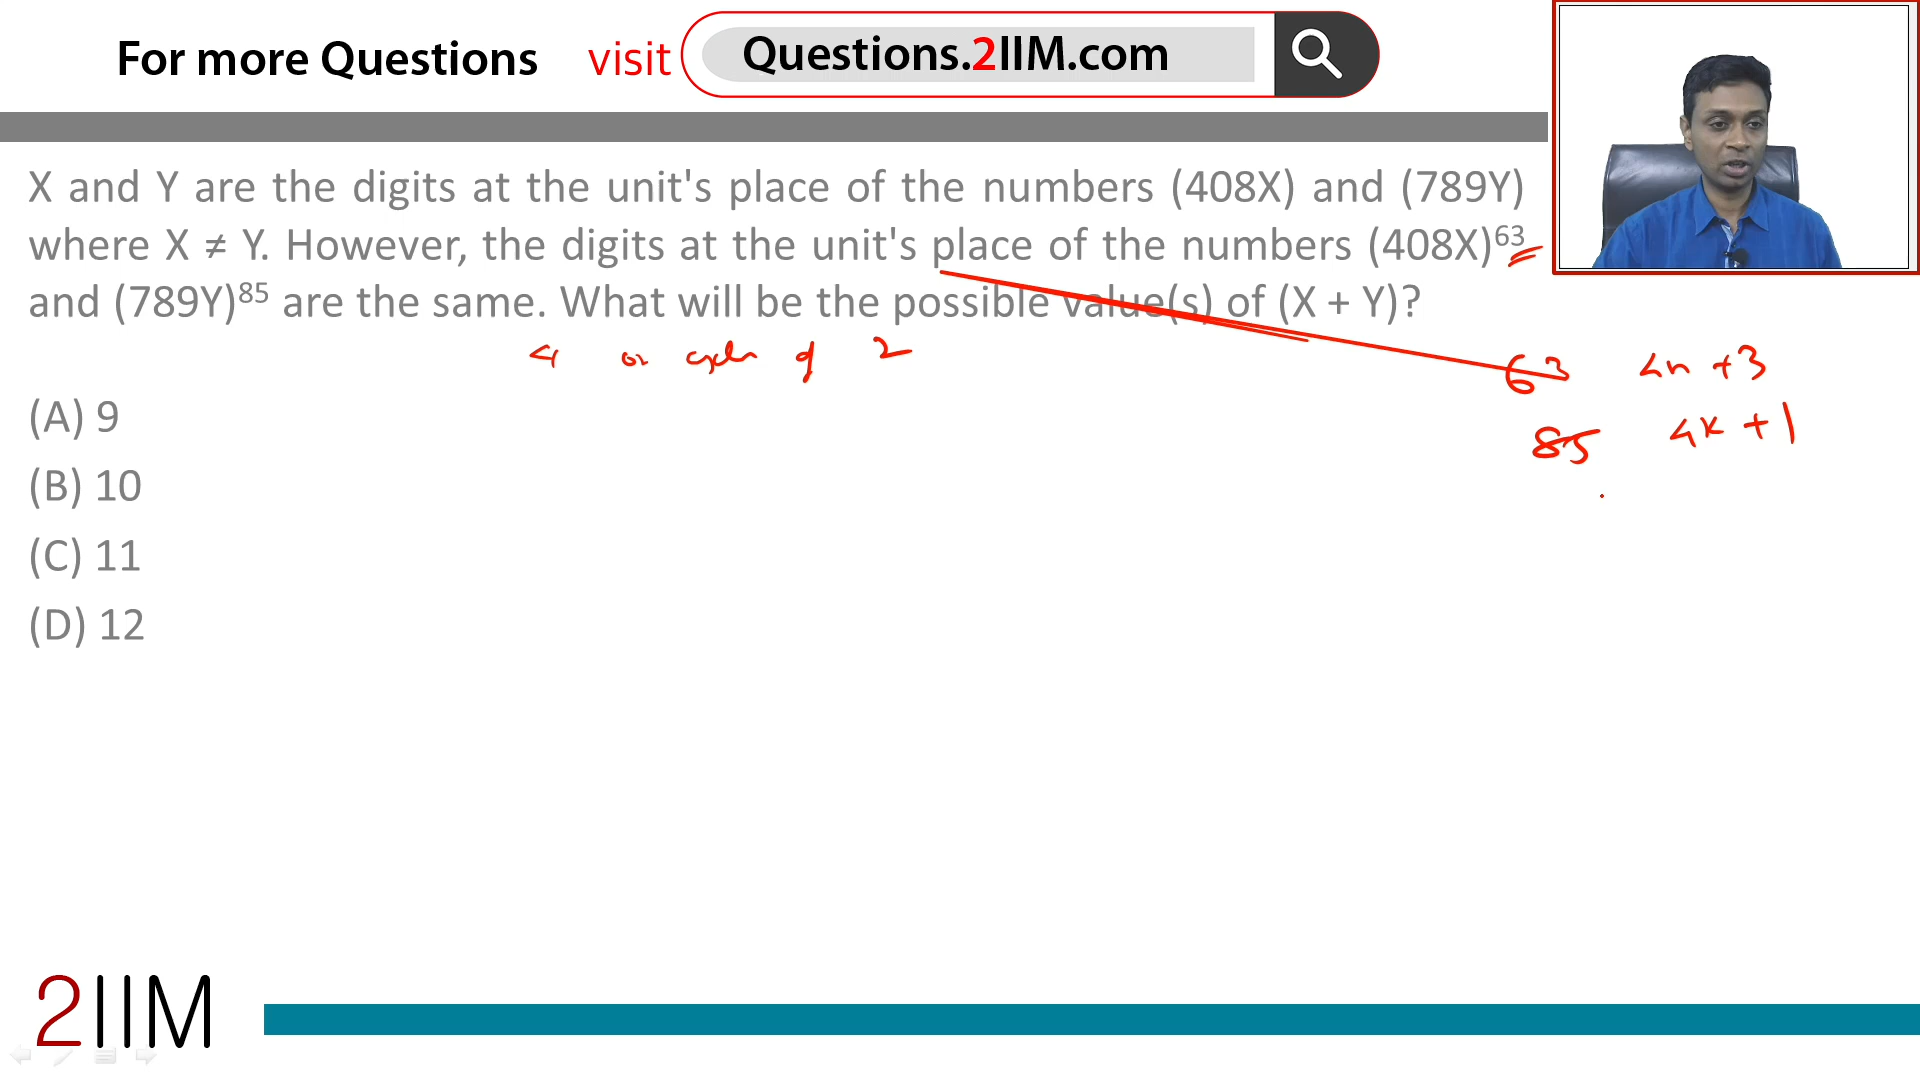 For more Questions visit Questions.2IIM.com
X and Y are the digits at the unit's place of the numbers (408X) and (789Y)
where X ≠ Y. However, the digits at the unit's place of the numbers (408X)⁶³
and (789Y)⁸⁵ are the same. What will be the possible value(s) of (X + Y)?
4 or cycle of 2
63 4n + 3
85 4k + 1
(A) 9
(B) 10
(C) 11
(D) 12
2IIM